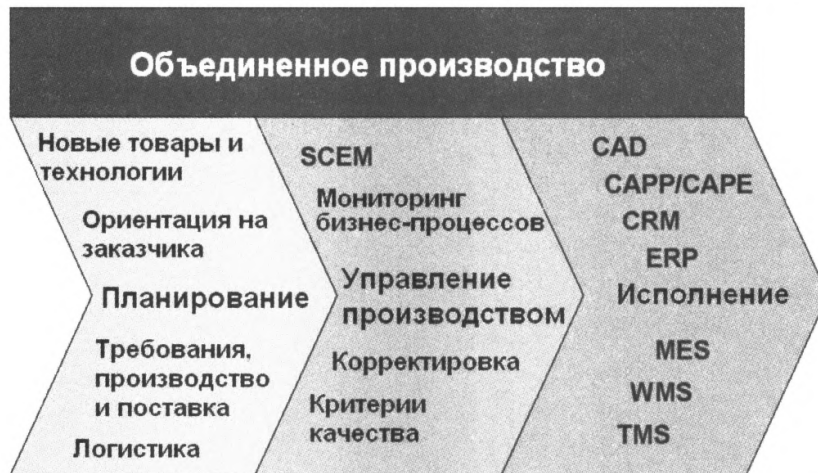 Объединенное производство
Новые товары и
технологии
Ориентация на
заказчика
Планирование
Требования,
производство
и поставка
Логистика
SCEM
Мониторинг
бизнес-процессов
Управление
производством
Корректировка
Критерии
качества
CAD
CAPP/CAPE
CRM
ERP
Исполнение
MES
WMS
TMS